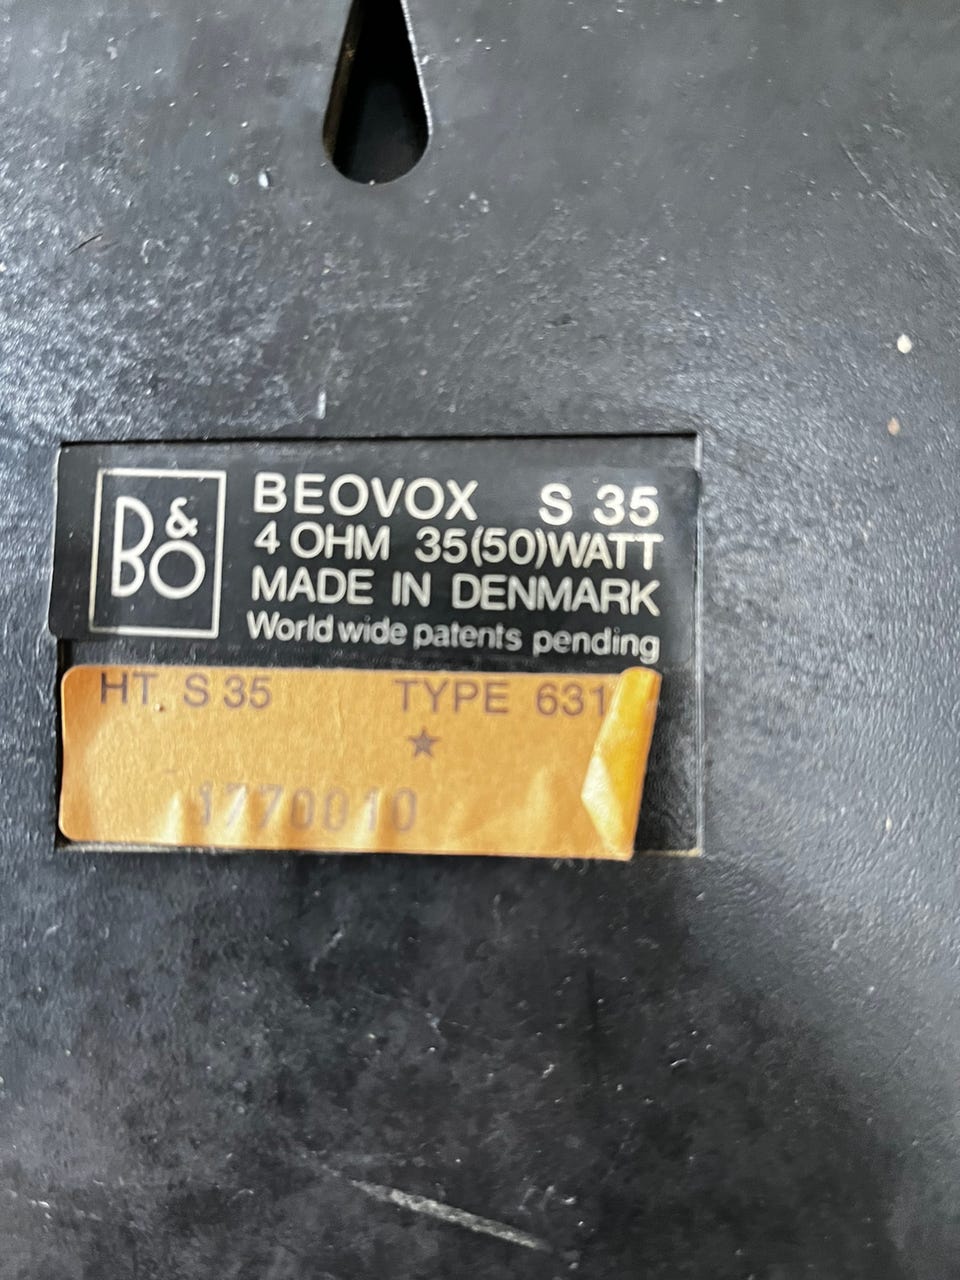 B&O
BEOVOX S 35
4 OHM 35(50)WATT
MADE IN DENMARK
World wide patents pending
HT. S 35 TYPE 631
★
1770010